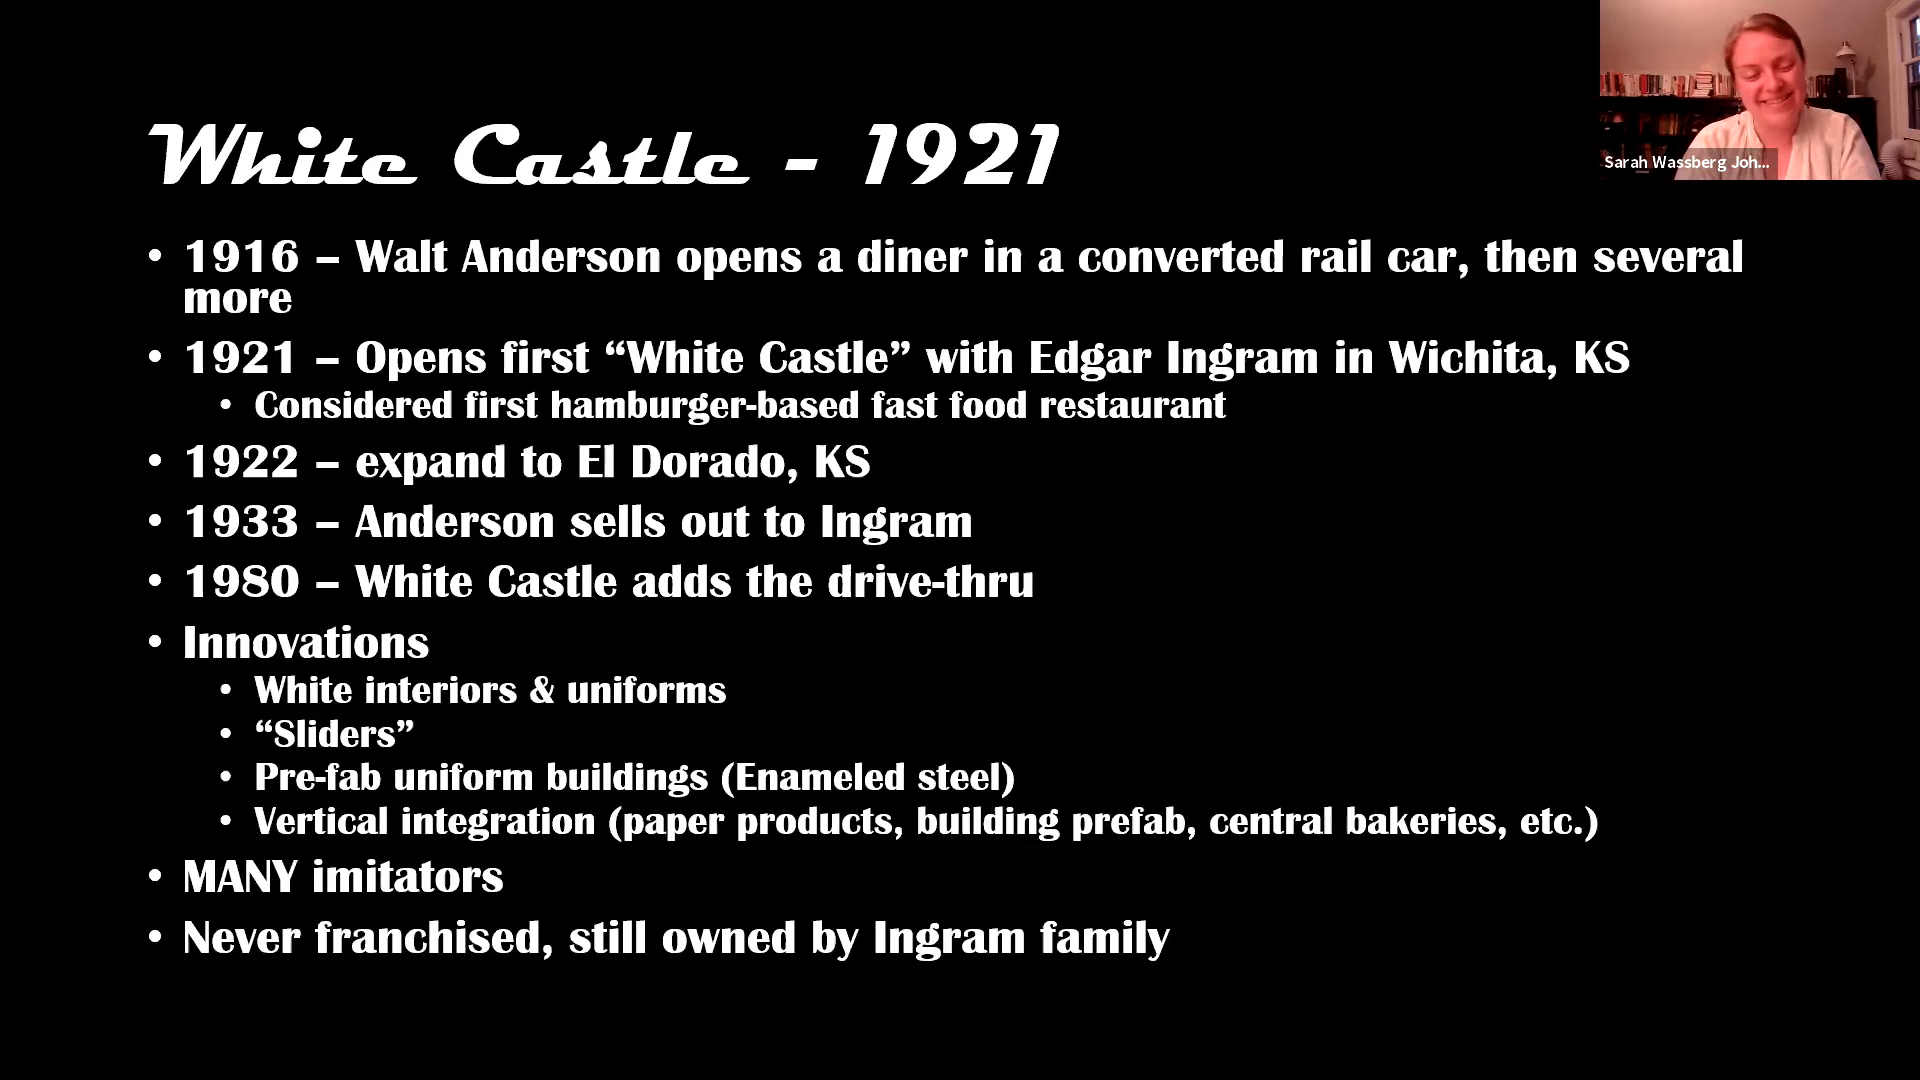 White Castle - 1921
Sarah Wassberg Joh...
• 1916 – Walt Anderson opens a diner in a converted rail car, then several
more
• 1921 – Opens first “White Castle” with Edgar Ingram in Wichita, KS
• Considered first hamburger-based fast food restaurant
• 1922 – expand to El Dorado, KS
• 1933 – Anderson sells out to Ingram
• 1980 – White Castle adds the drive-thru
• Innovations
• White interiors & uniforms
• “Sliders”
• Pre-fab uniform buildings (Enameled steel)
• Vertical integration (paper products, building prefab, central bakeries, etc.)
• MANY imitators
• Never franchised, still owned by Ingram family